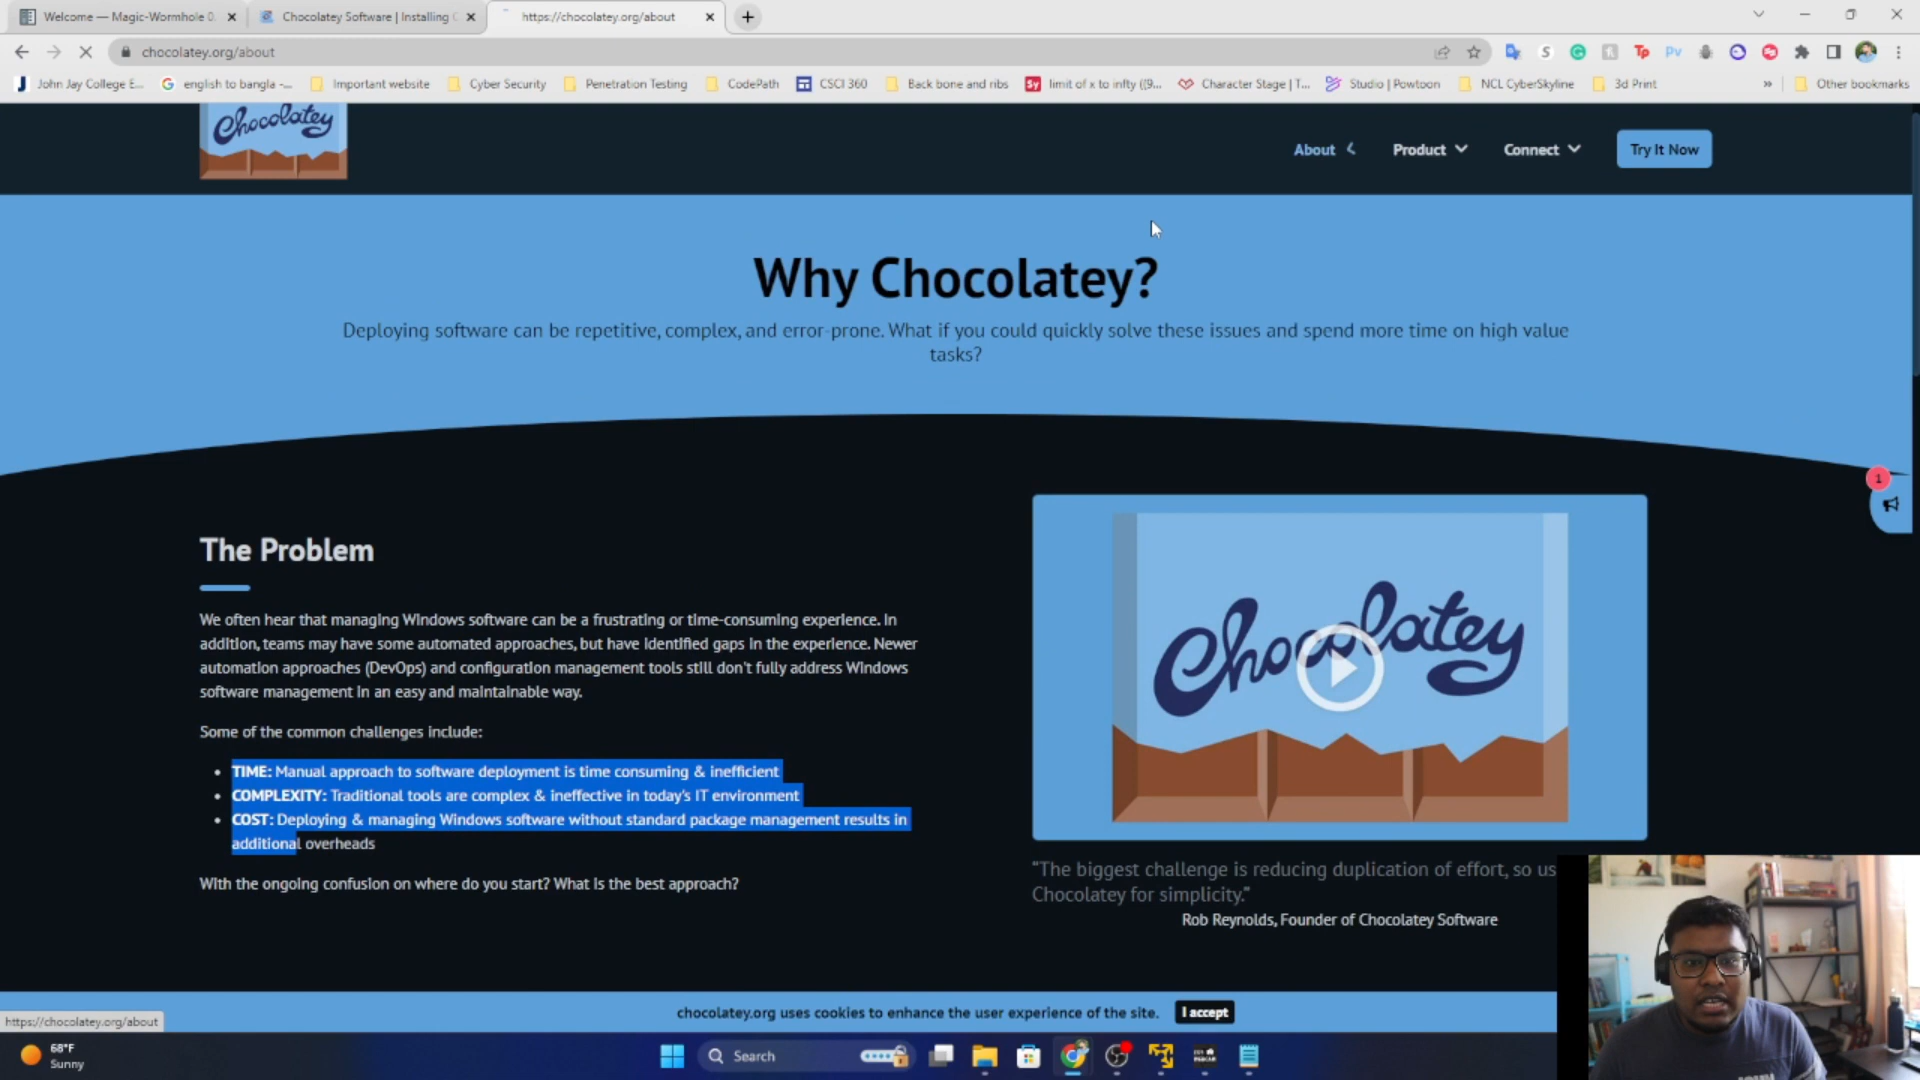 Welcome — Magic-Wormhole 0.
Chocolatey Software | Installing C
https://chocolatey.org/about
chocolatey.org/about
John Jay College E...
english to bangla -...
Important website
Cyber Security
Penetration Testing
CodePath
CSCI 360
Back bone and ribs
Sy
limit of x to infty ((9...
Character Stage | T...
Studio | Powtoon
NCL CyberSkyline
3d Print
»
Other bookmarks
Chocolatey
About
Product
Connect
Try It Now
Why Chocolatey?
Deploying software can be repetitive, complex, and error-prone. What if you could quickly solve these issues and spend more time on high value
tasks?
1
The Problem
We often hear that managing Windows software can be a frustrating or time-consuming experience. In
addition, teams may have some automated approaches, but have identified gaps in the experience. Newer
automation approaches (DevOps) and configuration management tools still don't fully address Windows
software management in an easy and maintainable way.
Some of the common challenges include:
• TIME: Manual approach to software deployment is time consuming & inefficient
• COMPLEXITY: Traditional tools are complex & ineffective in today's IT environment
• COST: Deploying & managing Windows software without standard package management results in
additional overheads
With the ongoing confusion on where do you start? What is the best approach?
Chocolatey
“The biggest challenge is reducing duplication of effort, so us
Chocolatey for simplicity.”
Rob Reynolds, Founder of Chocolatey Software
chocolatey.org uses cookies to enhance the user experience of the site.
I accept
https://chocolatey.org/about
68°F
Sunny
Search